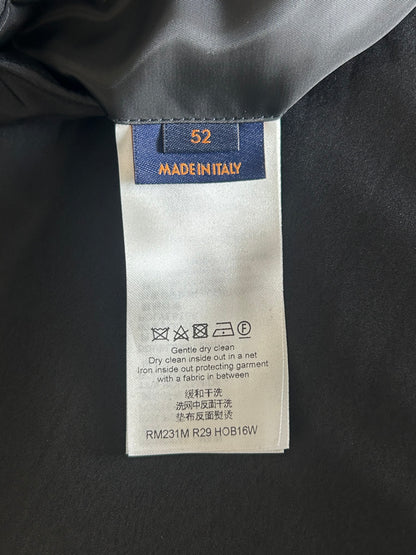 52
MADE IN ITALY
F
Gentle dry clean
Dry clean inside out in a net
Iron inside out protecting garment
with a fabric in between
缓和干洗
洗网中反面干洗
垫布反面熨烫
RM231M R29 HOB16W